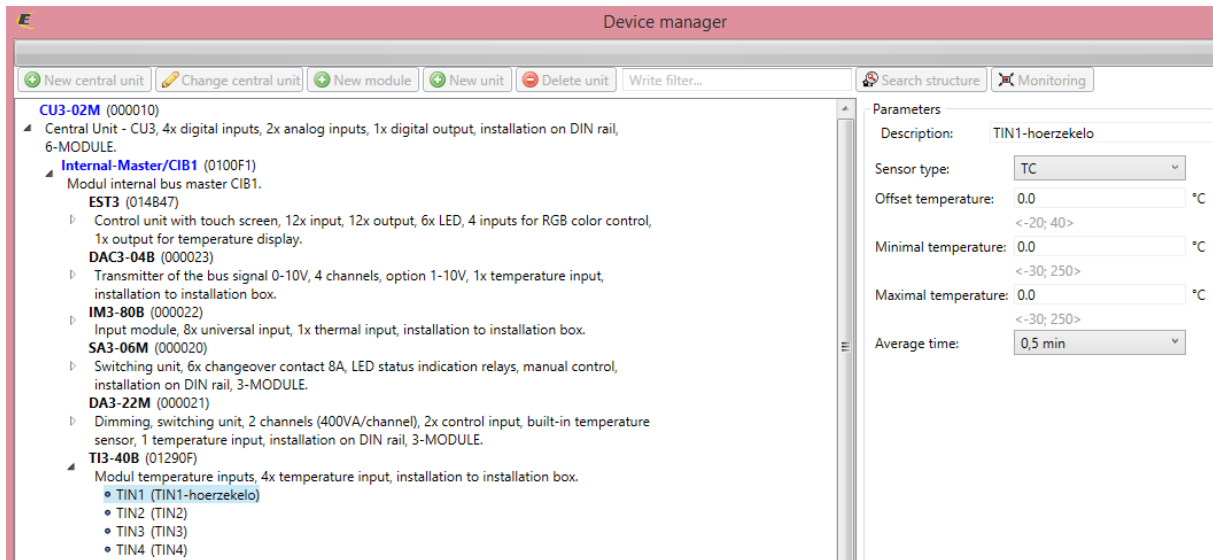 Device manager
New central unit Change central unit New module New unit Delete unit Write filter... Search structure Monitoring
CU3-02M (000010)
Central Unit - CU3, 4x digital inputs, 2x analog inputs, 1x digital output, installation on DIN rail,
6-MODULE.
Internal-Master/CIB1 (0100F1)
Modul internal bus master CIB1.
EST3 (014B47)
Control unit with touch screen, 12x input, 12x output, 6x LED, 4 inputs for RGB color control,
1x output for temperature display.
DAC3-04B (000023)
Transmitter of the bus signal 0-10V, 4 channels, option 1-10V, 1x temperature input,
installation to installation box.
IM3-80B (000022)
Input module, 8x universal input, 1x thermal input, installation to installation box.
SA3-06M (000020)
Switching unit, 6x changeover contact 8A, LED status indication relays, manual control,
installation on DIN rail, 3-MODULE.
DA3-22M (000021)
Dimming, switching unit, 2 channels (400VA/channel), 2x control input, built-in temperature
sensor, 1 temperature input, installation on DIN rail, 3-MODULE.
TI3-40B (01290F)
Modul temperature inputs, 4x temperature input, installation to installation box.
TIN1 (TIN1-hoerzekelo)
TIN2 (TIN2)
TIN3 (TIN3)
TIN4 (TIN4)
Parameters
Description: TIN1-hoerzekelo
Sensor type: TC
Offset temperature: 0.0 °C
<-20; 40>
Minimal temperature: 0.0 °C
<-30; 250>
Maximal temperature: 0.0 °C
<-30; 250>
Average time: 0,5 min